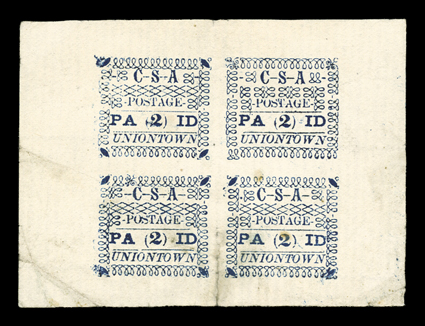 -C-S-A-
-POSTAGE-
PA (2) ID
UNIONTOWN
-C-S-A-
-POSTAGE-
PA (2) ID
UNIONTOWN
-C-S-A-
-POSTAGE-
PA (2) ID
UNIONTOWN
-C-S-A-
-POSTAGE-
PA (2) ID
UNIONTOWN